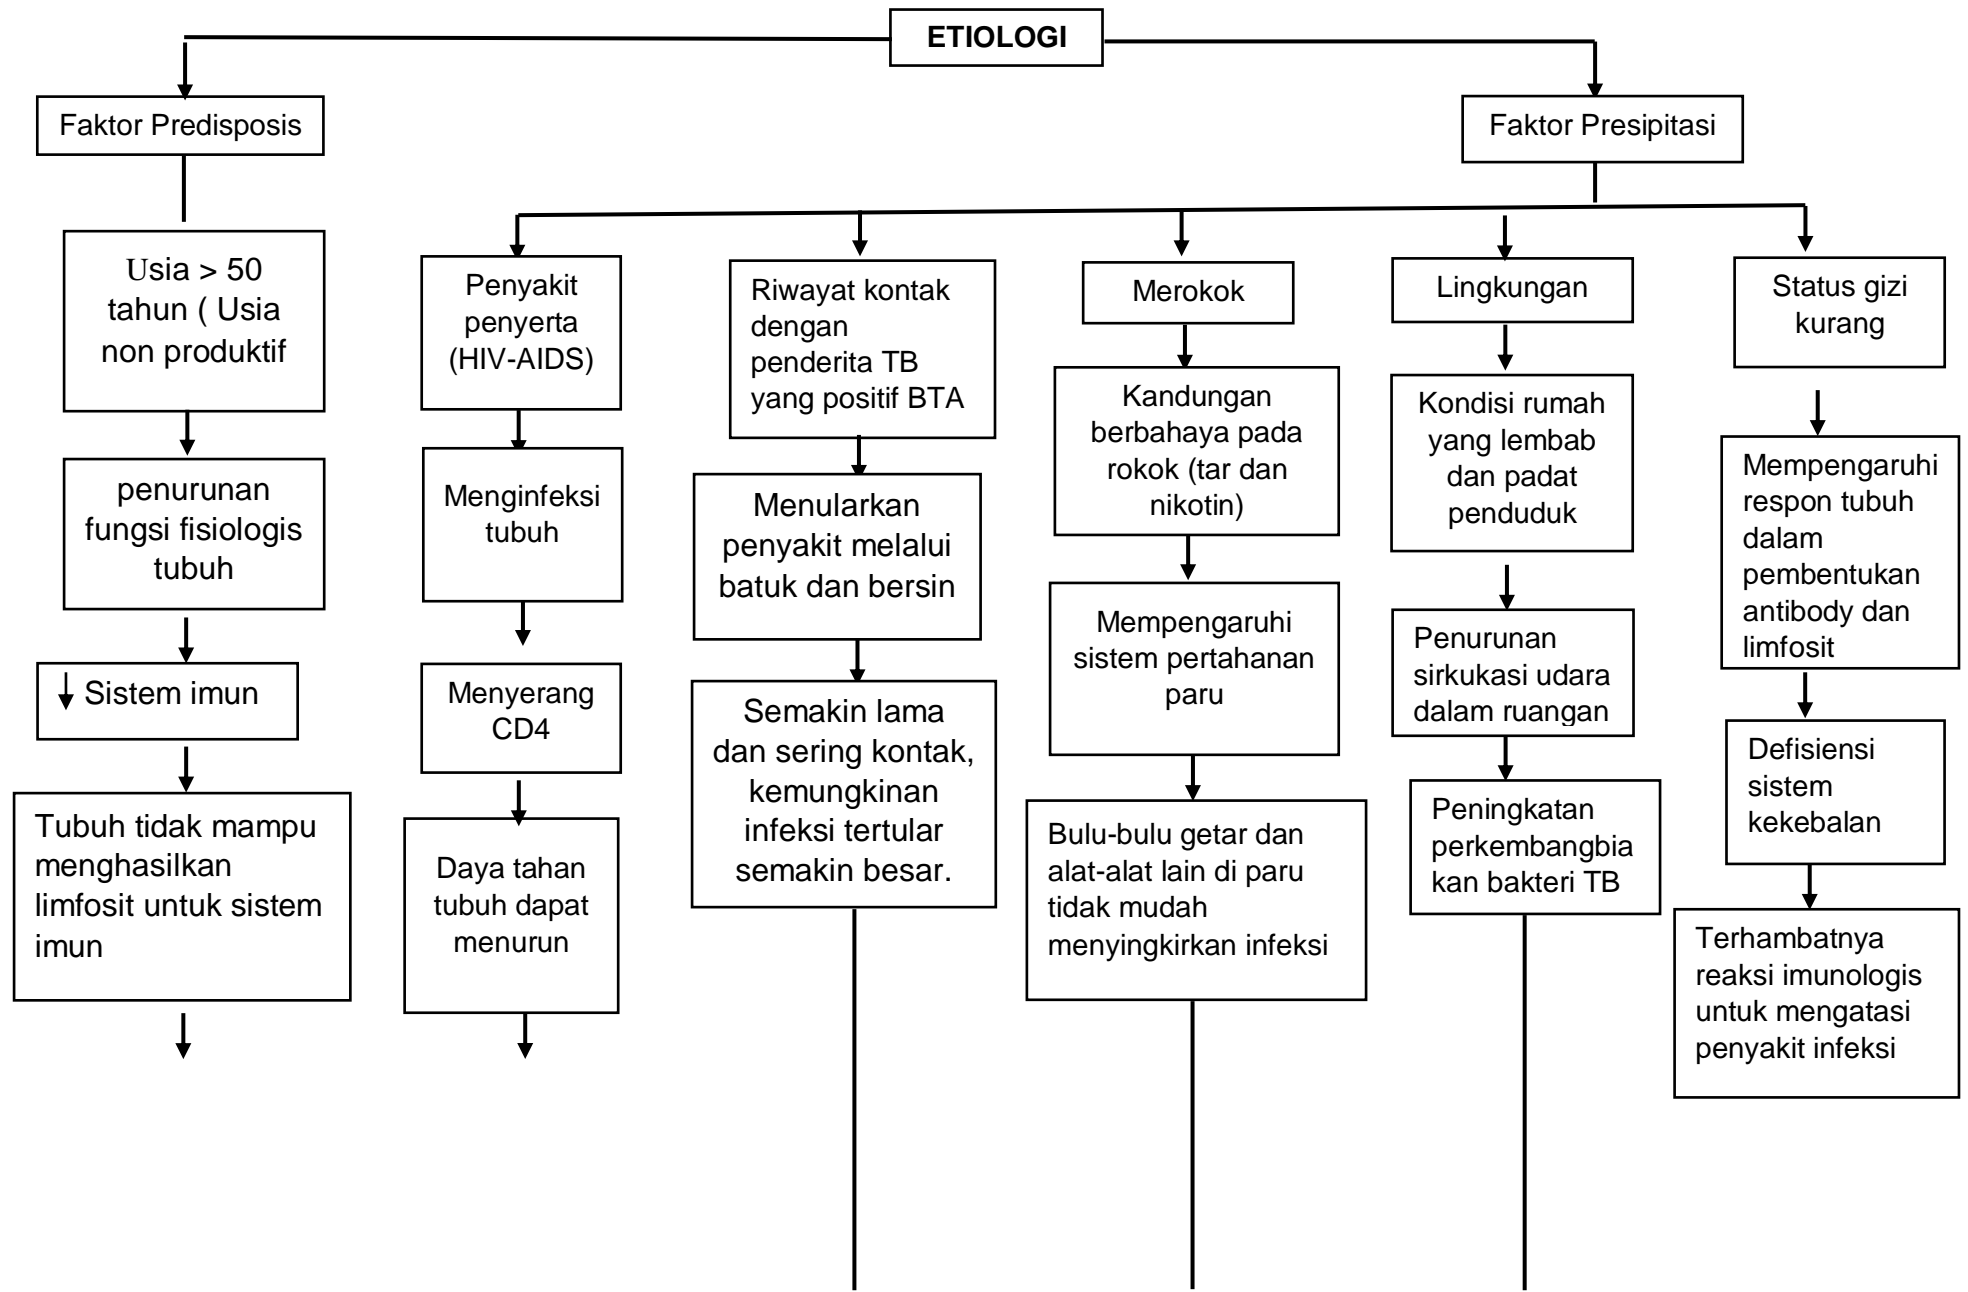 ETIOLOGI
Faktor Predisposis
Faktor Presipitasi
Usia > 50
tahun ( Usia
non produktif
penurunan
fungsi fisiologis
tubuh
↓ Sistem imun
Tubuh tidak mampu
menghasilkan
limfosit untuk sistem
imun
Penyakit
penyerta
(HIV-AIDS)
Menginfeksi
tubuh
Menyerang
CD4
Daya tahan
tubuh dapat
menurun
Riwayat kontak
dengan
penderita TB
yang positif BTA
Menularkan
penyakit melalui
batuk dan bersin
Semakin lama
dan sering kontak,
kemungkinan
infeksi tertular
semakin besar.
Merokok
Kandungan
berbahaya pada
rokok (tar dan
nikotin)
Mempengaruhi
sistem pertahanan
paru
Bulu-bulu getar dan
alat-alat lain di paru
tidak mudah
menyingkirkan infeksi
Lingkungan
Kondisi rumah
yang lembab
dan padat
penduduk
Penurunan
sirkukasi udara
dalam ruangan
Peningkatan
perkembangbia
kan bakteri TB
Status gizi
kurang
Mempengaruhi
respon tubuh
dalam
pembentukan
antibody dan
limfosit
Defisiensi
sistem
kekebalan
Terhambatnya
reaksi imunologis
untuk mengatasi
penyakit infeksi